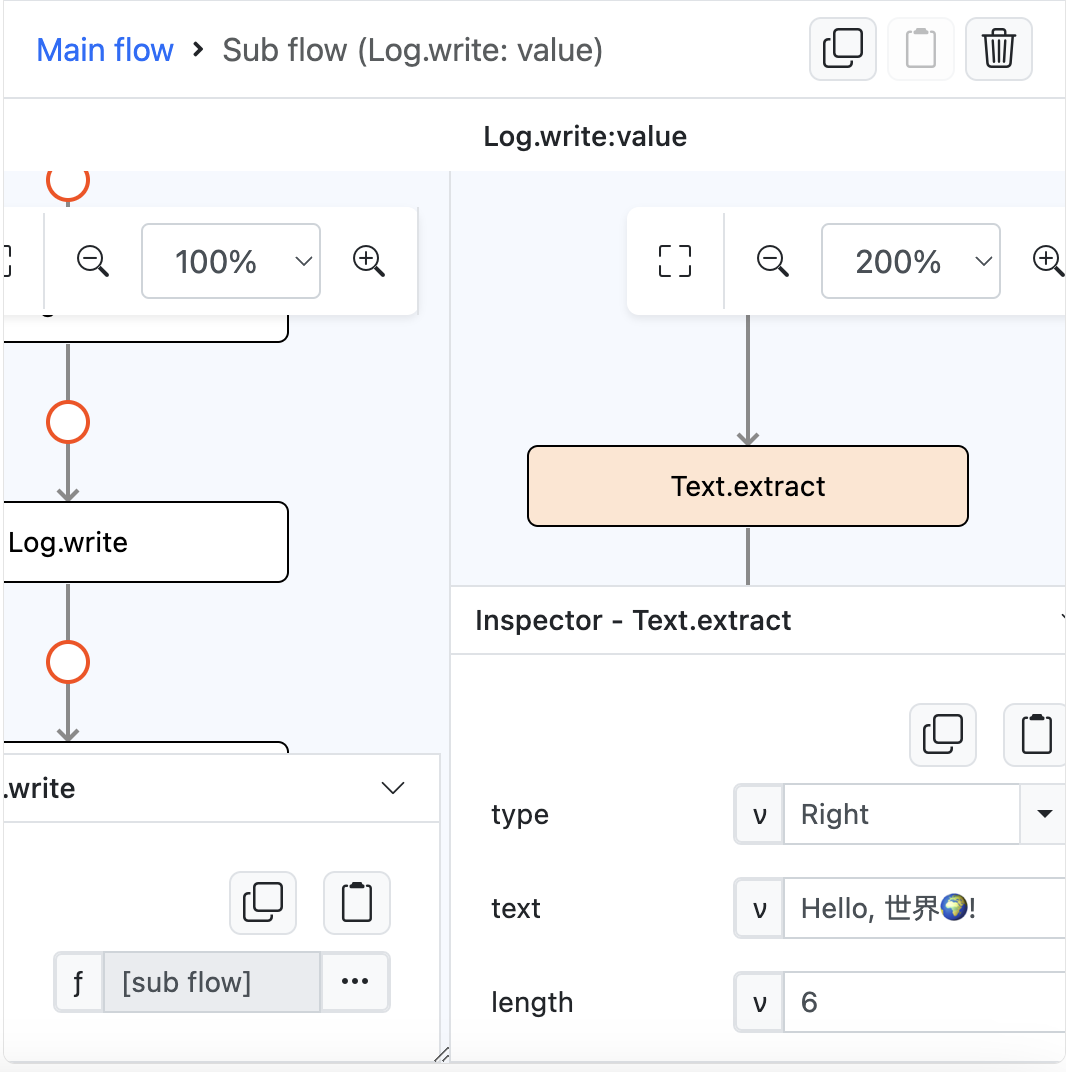 Main flow > Sub flow (Log.write: value)
Log.write:value
100%
200%
Log.write
Text.extract
Inspector - Text.extract
.write
type
ν
Right
text
ν
Hello, 世界🌍!
ƒ
[sub flow]
...
length
ν
6